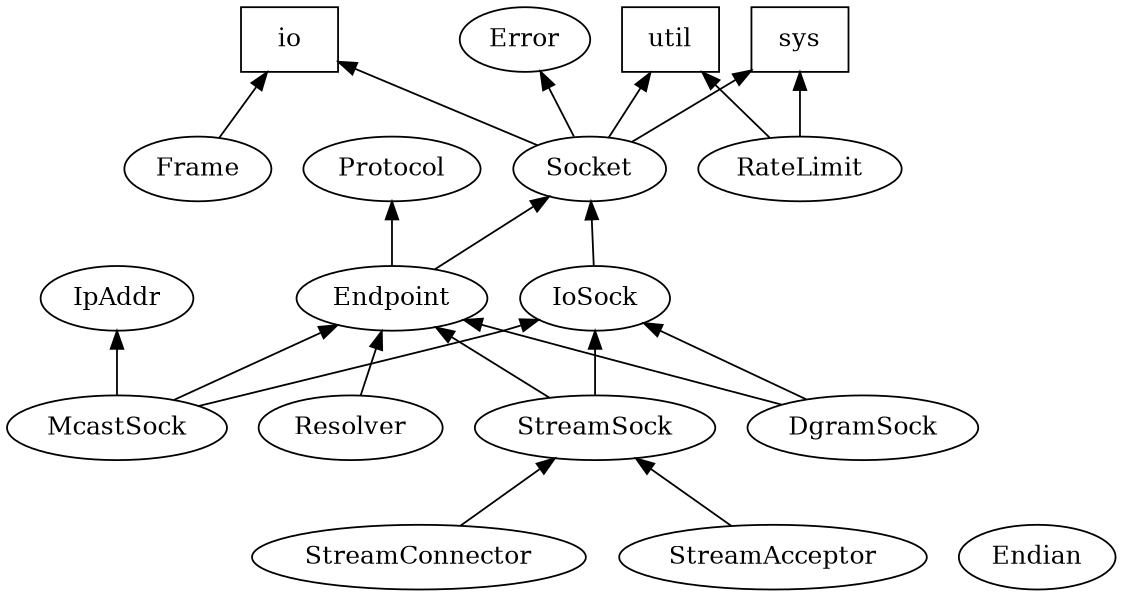 io
Error
util
sys
Frame
Protocol
Socket
RateLimit
IpAddr
Endpoint
IoSock
McastSock
Resolver
StreamSock
DgramSock
StreamConnector
StreamAcceptor
Endian